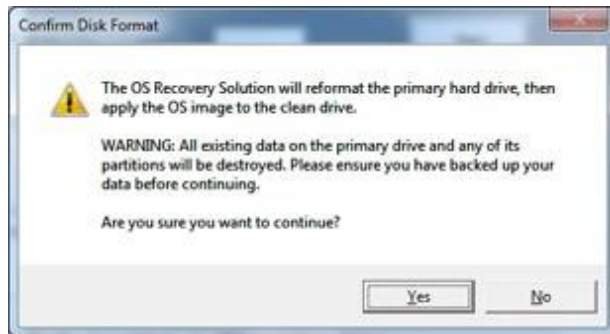 Confirm Disk Format
The OS Recovery Solution will reformat the primary hard drive, then
apply the OS image to the clean drive.
WARNING: All existing data on the primary drive and any of its
partitions will be destroyed. Please ensure you have backed up your
data before continuing.
Are you sure you want to continue?
Yes
No